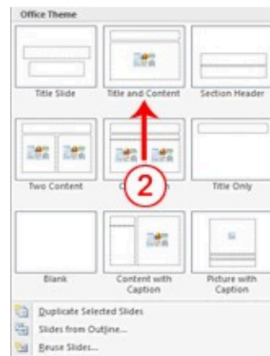 Office Theme
Title Slide
Title and Content
Section Header
Two Content
2
Title Only
Blank
Content with
Caption
Picture with
Caption
Duplicate Selected Slides
Slides from Outline...
Reuse Slides...